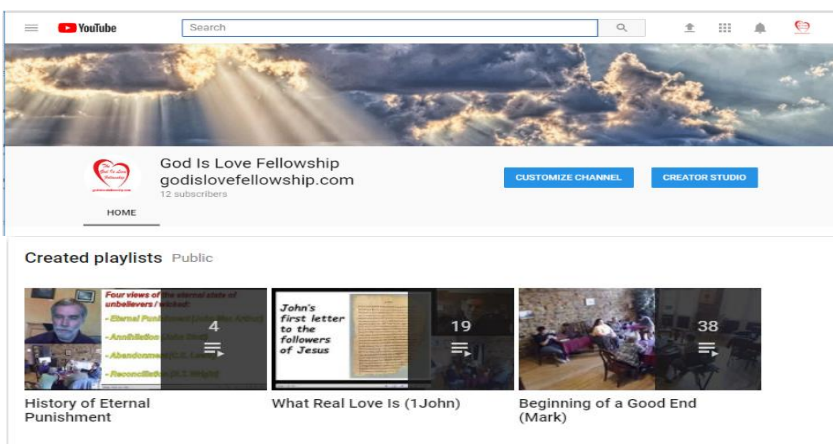 YouTube
Search
God Is Love Fellowship
godislovefellowship.com
12 subscribers
CUSTOMIZE CHANNEL
CREATOR STUDIO
HOME
Created playlists Public
Four views of the eternal state of
unbelievers / wicked:
- Eternal Punishment
- Annihilation
- Abandonment
- Reconciliation
4
History of Eternal
Punishment
John's
first letter
to the
followers
of Jesus
19
What Real Love Is (1John)
38
Beginning of a Good End
(Mark)